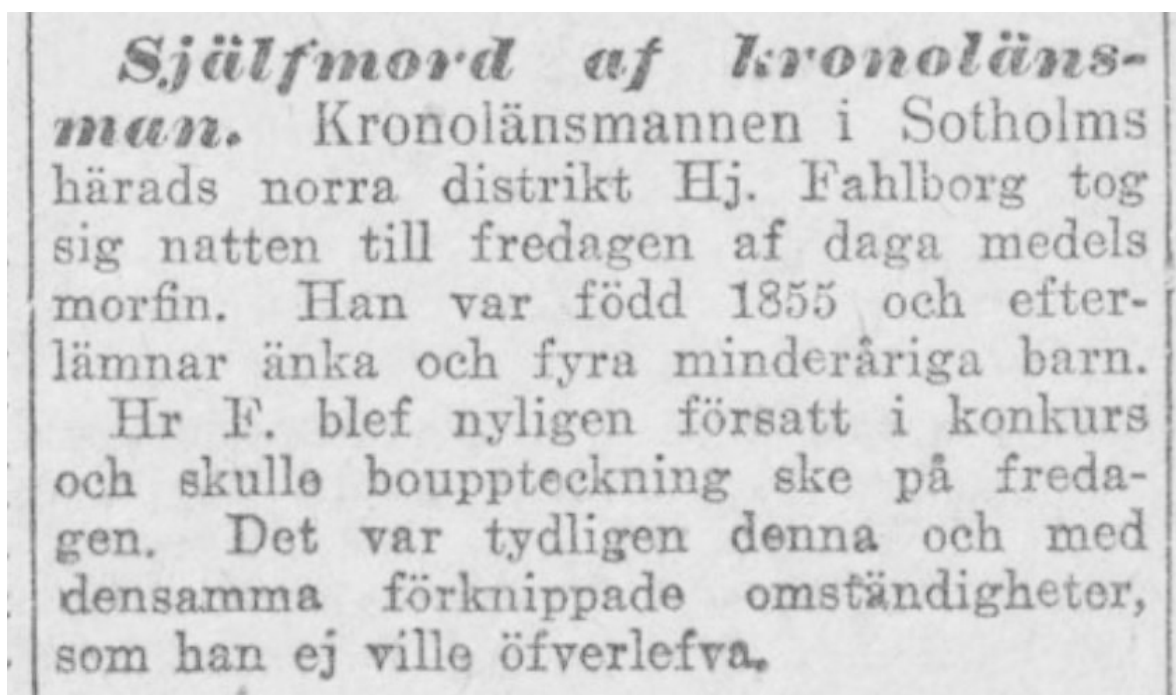 Själfmord af kronoläns-
man. Kronolänsmannen i Sotholms
härads norra distrikt Hj. Fahlborg tog
sig natten till fredagen af daga medels
morfin. Han var född 1855 och efter-
lämnar änka och fyra minderåriga barn.
Hr F. blef nyligen försatt i konkurs
och skulle bouppteckning ske på freda-
gen. Det var tydligen denna och med
densamma förknippade omständigheter,
som han ej ville öfverlefva.